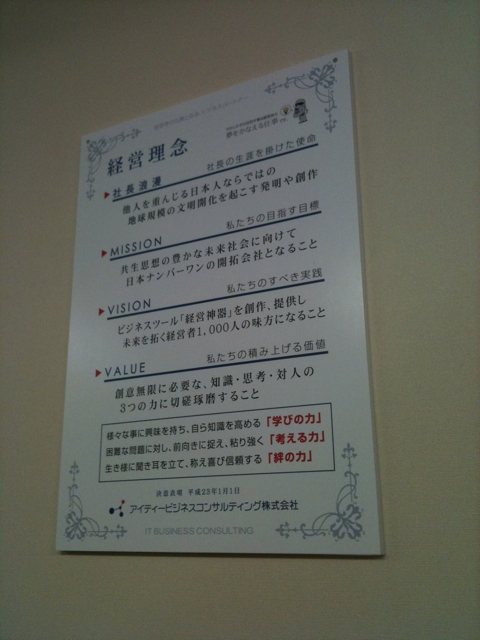 夢をかなえる仕事
経営理念
社長浪漫 社長の生涯を掛けた使命
他人を重んじる日本人ならではの
地球規模の文明開化を起こす発明や創作
MISSION 私たちの目指す目標
共生思想の豊かな未来社会に向けて
日本ナンバーワンの開拓会社となること
VISION 私たちのすべき実践
ビジネスツール「経営神器」を創作、提供し
未来を拓く経営者1,000人の味方になること
VALUE 私たちの積み上げる価値
創意無限に必要な、知識・思考・対人の
3つの力に切磋琢磨すること
様々な事に興味を持ち、自ら知識を高める「学びの力」
困難な問題に対し、前向きに捉え、粘り強く「考える力」
生き様に聞き耳を立て、称え喜び信頼する「絆の力」
決意表明 平成23年1月1日
アイティービジネスコンサルティング株式会社
IT BUSINESS CONSULTING